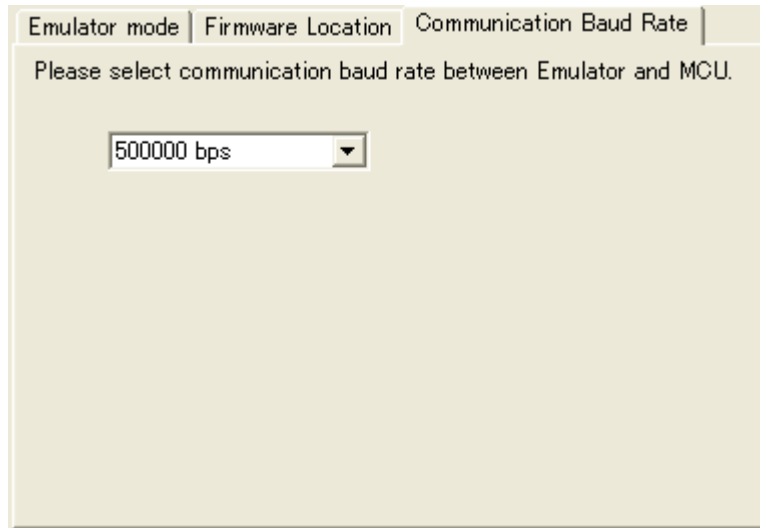 Emulator mode
Firmware Location
Communication Baud Rate
Please select communication baud rate between Emulator and MCU.
500000 bps